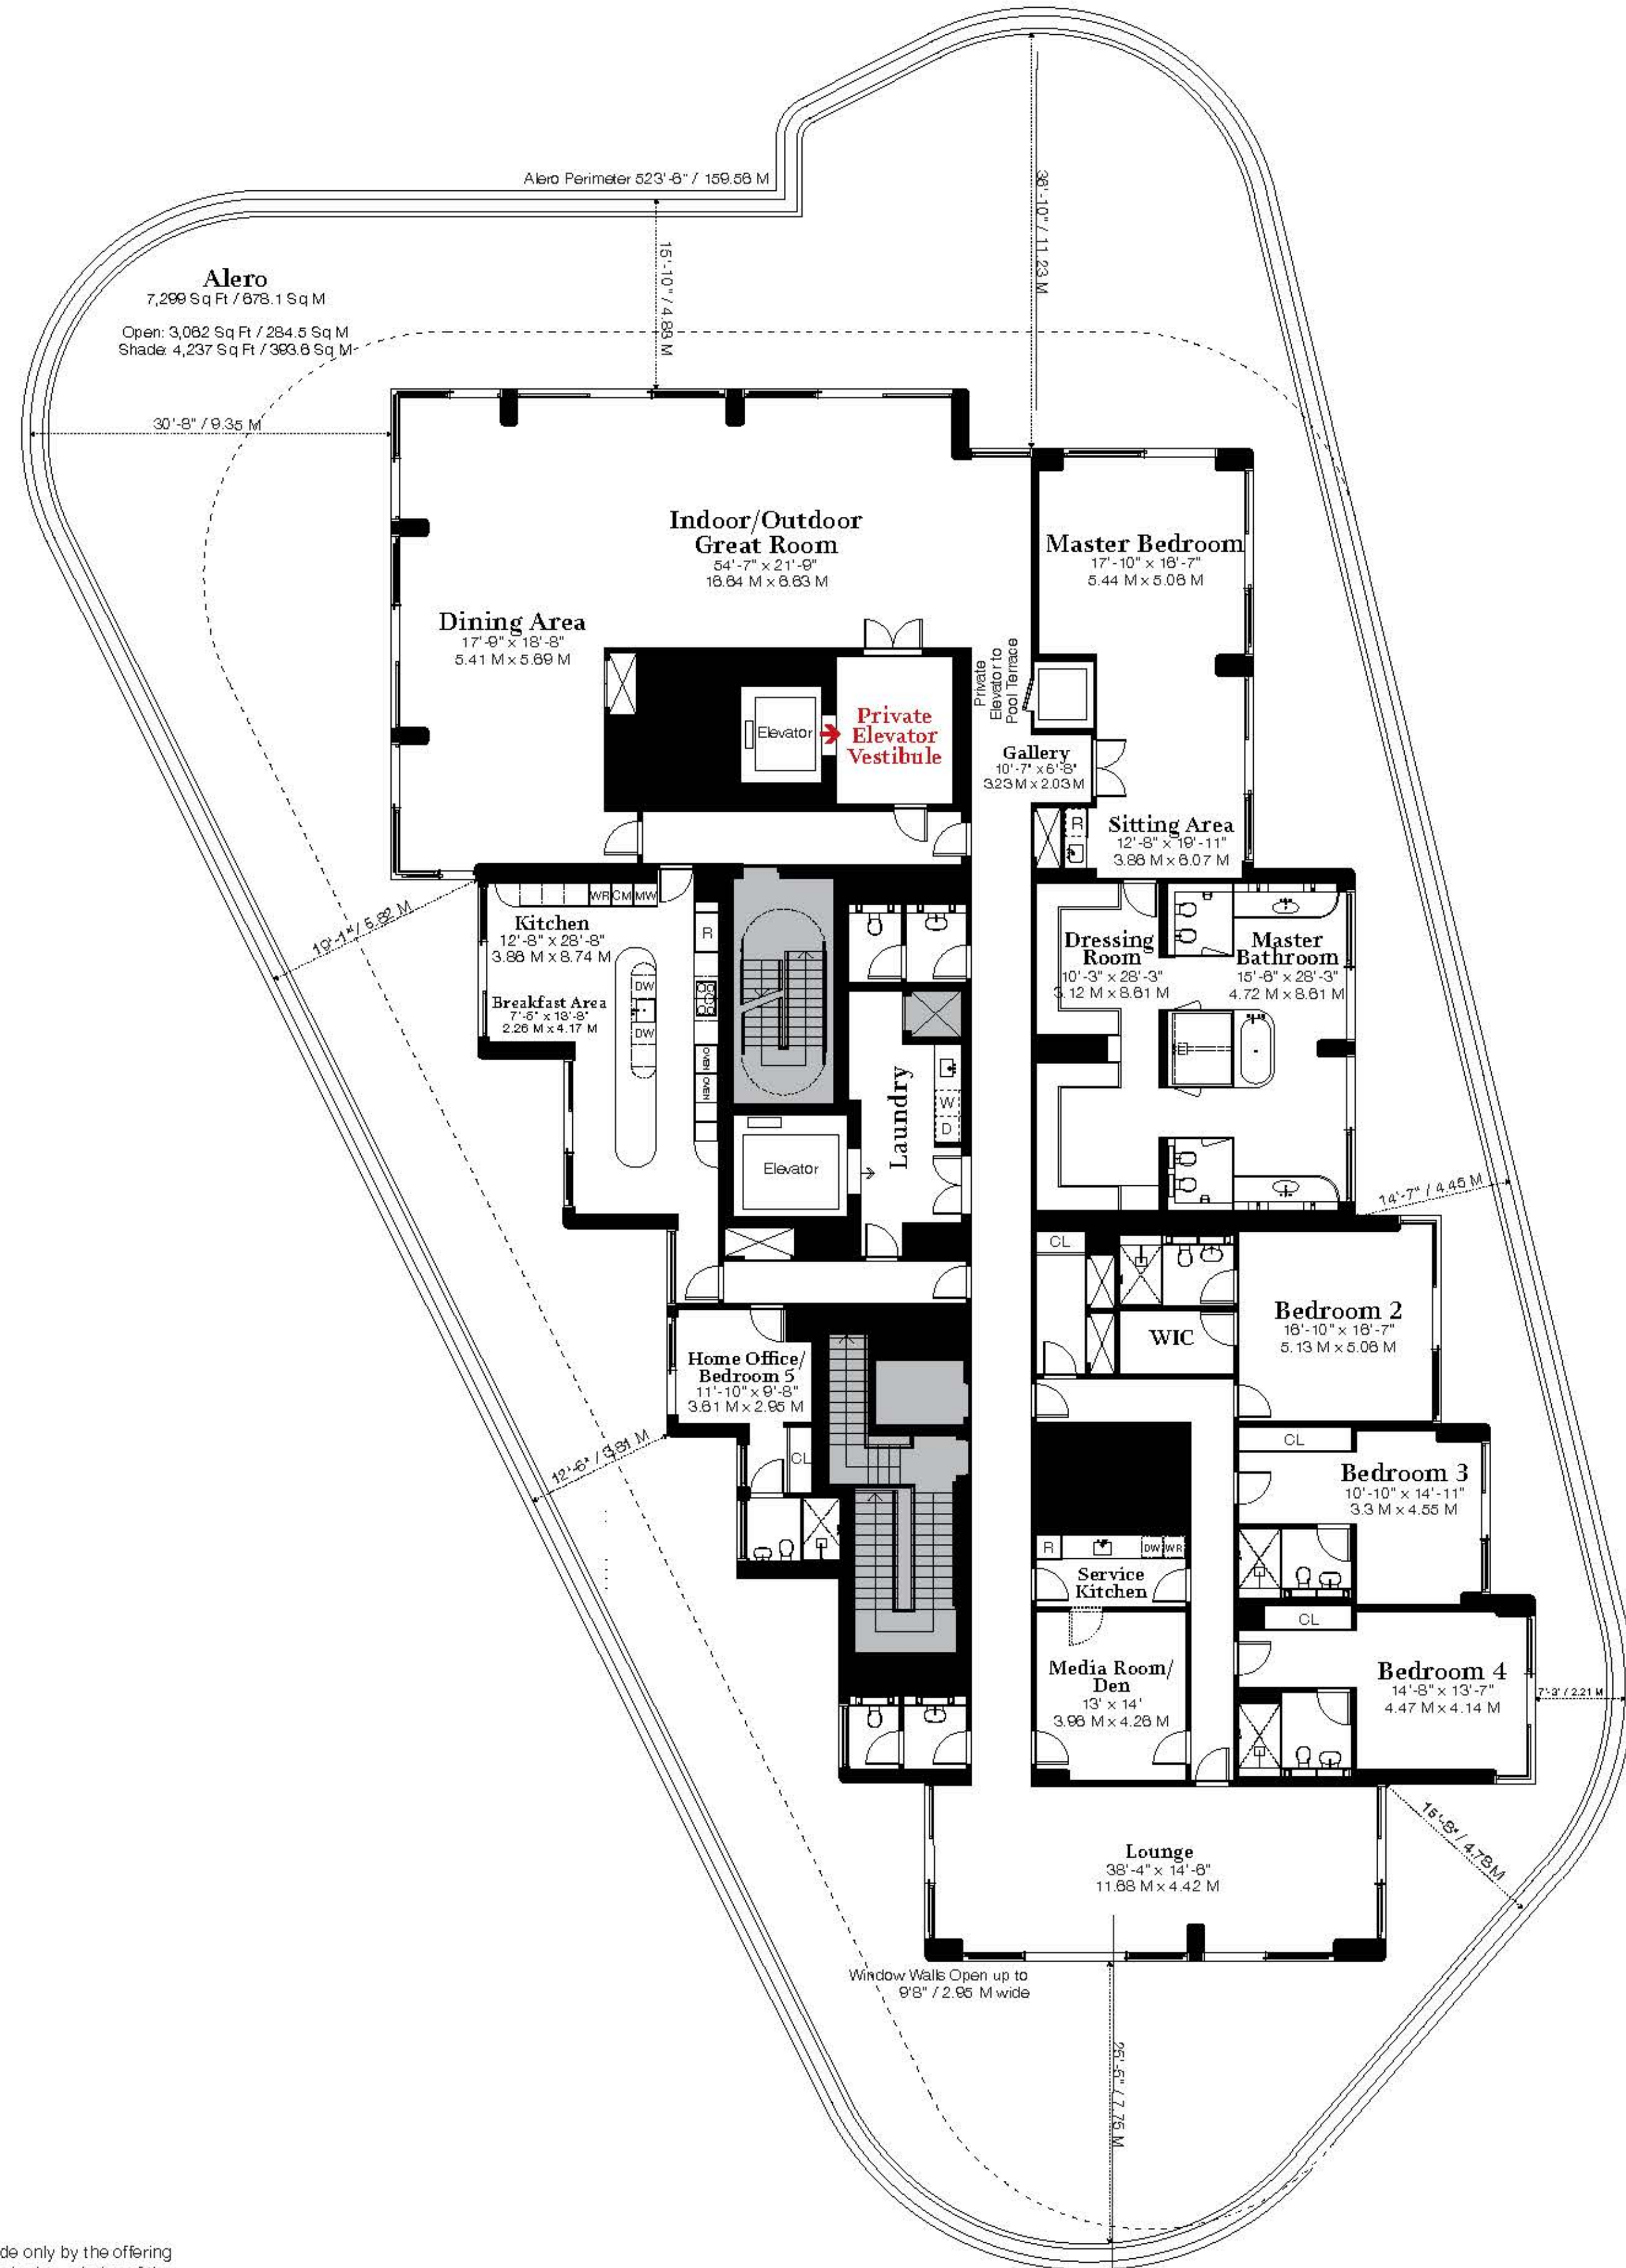 Alero Perimeter 523'-6" / 159.56 M
36'-10" / 11.23 M
15'-10" / 4.83 M
Alero
7,299 Sq Ft / 678.1 Sq M
Open: 3,062 Sq Ft / 284.5 Sq M
Shade: 4,237 Sq Ft / 393.6 Sq M
30'-8" / 9.35 M
Indoor/Outdoor
Great Room
54'-7" x 21'-9"
16.64 M x 6.63 M
Master Bedroom
17'-10" x 16'-7"
5.44 M x 5.06 M
Dining Area
17'-9" x 18'-8"
5.41 M x 5.69 M
Private
Elevator to
Pool Terrace
Elevator
Private
Elevator
Vestibule
Gallery
10'-7" x 6'-8"
3.23 M x 2.03 M
R
Sitting Area
12'-8" x 19'-11"
3.86 M x 6.07 M
19'-1" / 5.82 M
WR
CM
MW
Kitchen
12'-8" x 28'-8"
3.86 M x 8.74 M
R
DW
Breakfast Area
7'-5" x 13'-8"
2.26 M x 4.17 M
DW
OVEN
OVEN
Dressing
Room
10'-3" x 28'-3"
3.12 M x 8.61 M
Master
Bathroom
15'-6" x 28'-3"
4.72 M x 8.61 M
Laundry
W
D
Elevator
14'-7" / 4.45 M
CL
WIC
Bedroom 2
16'-10" x 16'-7"
5.13 M x 5.06 M
Home Office/
Bedroom 5
11'-10" x 9'-8"
3.61 M x 2.95 M
CL
12'-6" / 3.81 M
CL
Bedroom 3
10'-10" x 14'-11"
3.3 M x 4.55 M
R
DW
WR
Service
Kitchen
CL
Media Room/
Den
13' x 14'
3.96 M x 4.26 M
Bedroom 4
14'-8" x 13'-7"
4.47 M x 4.14 M
7'-3" / 2.21 M
15'-8" / 4.78 M
Lounge
38'-4" x 14'-6"
11.68 M x 4.42 M
Window Walls Open up to
9'8" / 2.95 M wide
25'-5" / 7.75 M
de only by the offering